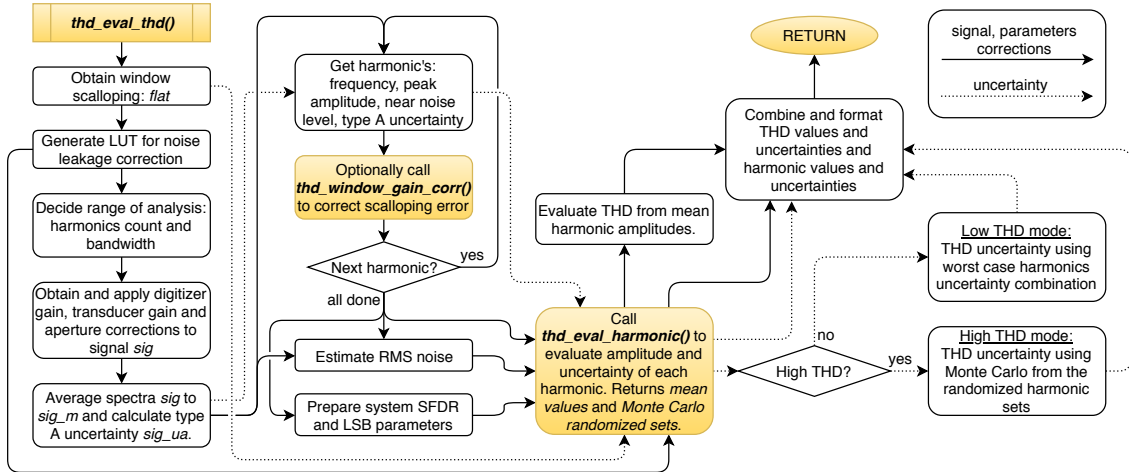 thd_eval_thd()
Obtain window
scalloping: flat
Generate LUT for noise
leakage correction
Decide range of analysis:
harmonics count and
bandwidth
Obtain and apply digitizer
gain, transducer gain and
aperture corrections to
signal sig
Average spectra sig to
sig_m and calculate type
A uncertainty sig_ua.
Get harmonic's:
frequency, peak
amplitude, near noise
level, type A uncertainty
Optionally call
thd_window_gain_corr()
to correct scalloping error
Next harmonic?
yes
all done
Estimate RMS noise
Prepare system SFDR
and LSB parameters
Evaluate THD from mean
harmonic amplitudes.
Call
thd_eval_harmonic() to
evaluate amplitude and
uncertainty of each
harmonic. Returns mean
values and Monte Carlo
randomized sets.
RETURN
Combine and format
THD values and
uncertainties and
harmonic values and
uncertainties
High THD?
no
yes
signal, parameters
corrections
uncertainty
Low THD mode:
THD uncertainty using
worst case harmonics
uncertainty combination
High THD mode:
THD uncertainty using
Monte Carlo from the
randomized harmonic
sets